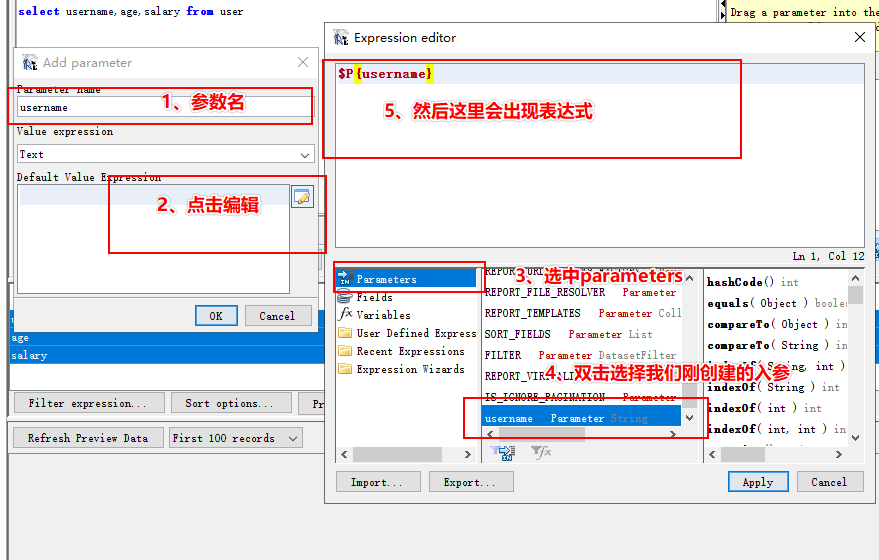 select username,age,salary from user
Drag a parameter into the
Add parameter
Parameter name
username
1、参数名
Value expression
Text
Default Value Expression
2、点击编辑
OK
Cancel
age
salary
Filter expression...
Sort options...
Refresh Preview Data
First 100 records
Expression editor
$P{username}
5、然后这里会出现表达式
Ln 1, Col 12
3、选中parameters
Parameters
Fields
Variables
User Defined Express
Recent Expressions
Expression Wizards
REPORT_FILE_RESOLVER Parameter
REPORT_TEMPLATES Parameter Coll
SORT_FIELDS Parameter List
FILTER Parameter DatasetFilter
4、双击选择我们刚创建的入参
IS_IGNORE_PAGINATION Parameter
username Parameter String
hashCode() int
equals( Object ) boole
compareTo( Object ) in
compareTo( String ) in
indexOf( String, int )
indexOf( String ) int
indexOf( int ) int
indexOf( int, int ) in
Import...
Export...
Apply
Cancel